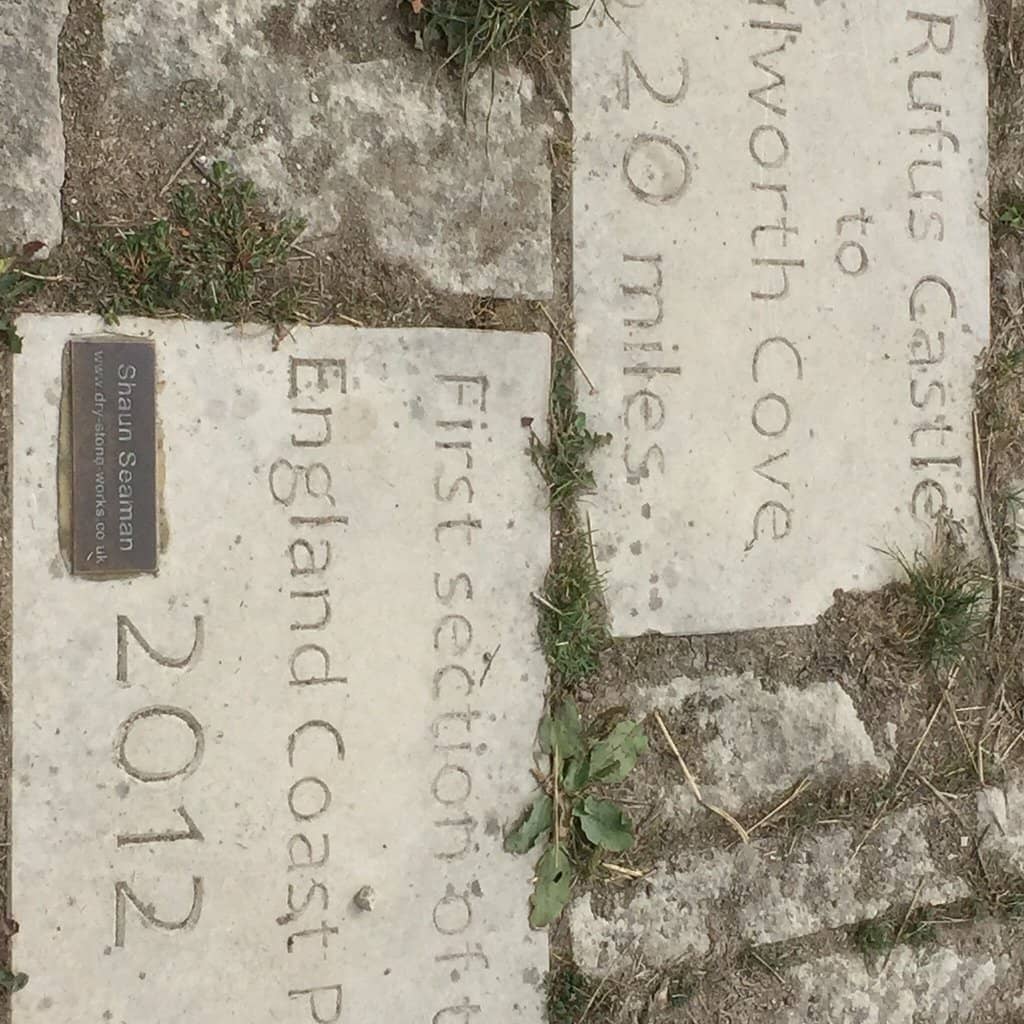 Rufus Castle
to
lworth Cove
20 miles
First section of t
England Coast P
2012
Shaun Seaman
www.dry-stone-works.co.uk